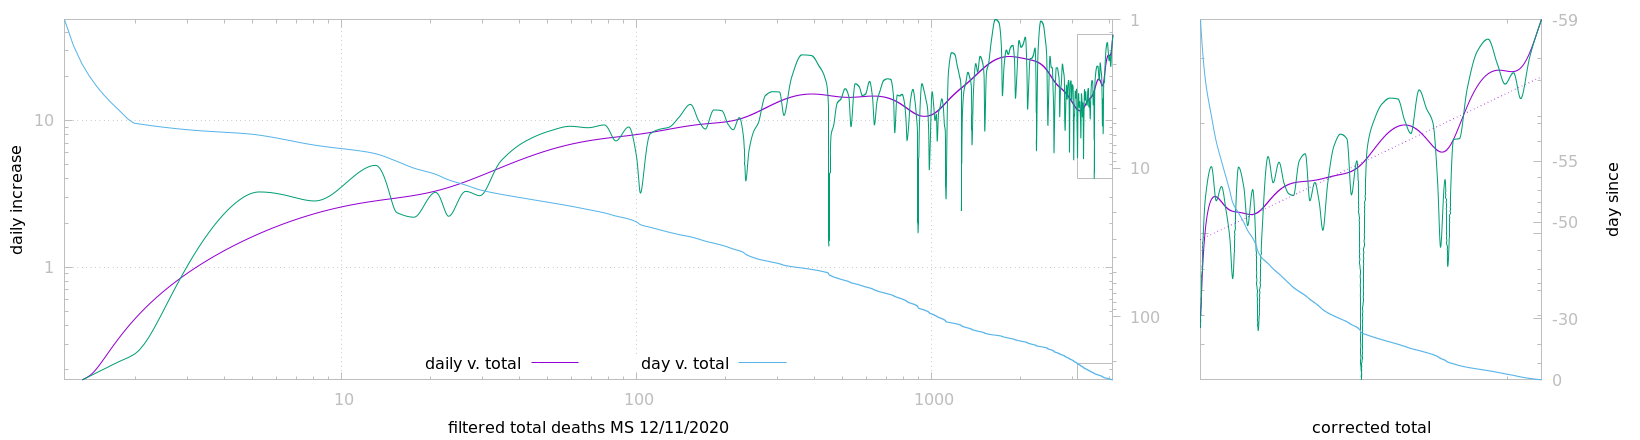 daily increase
10
1
daily v. total
day v. total
10
100
1000
filtered total deaths MS 12/11/2020
1
10
100
-59
-55
-50
-30
0
day since
corrected total